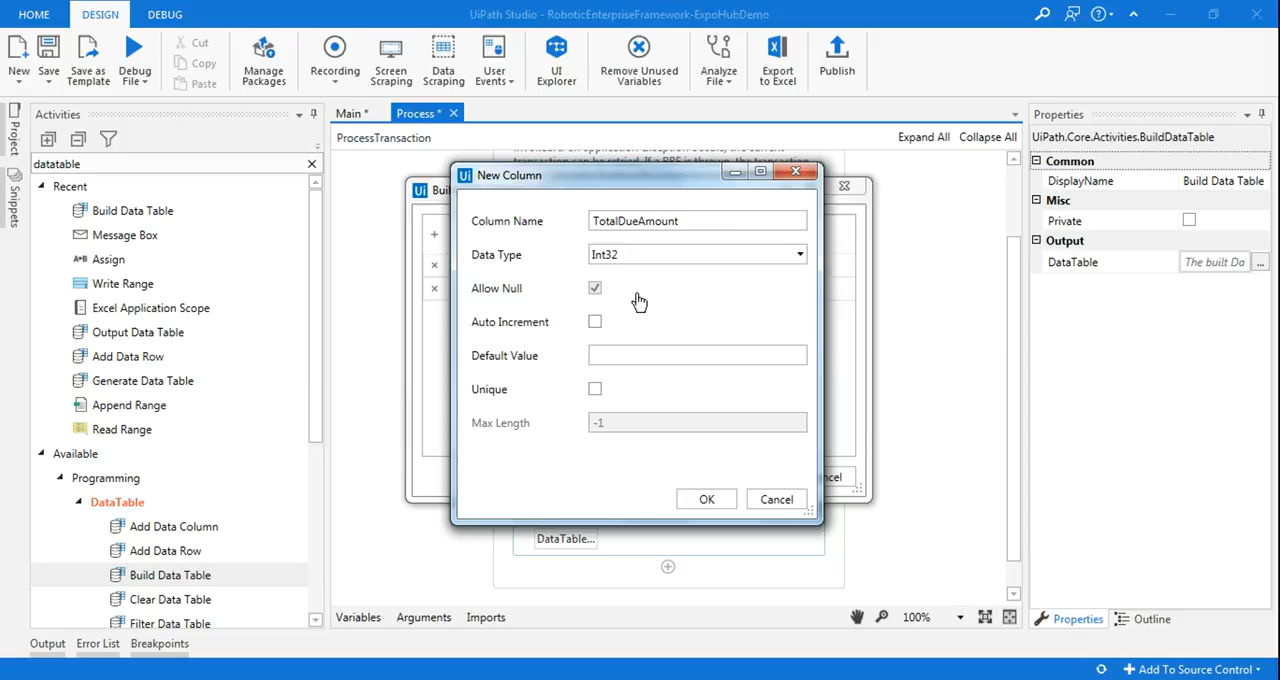 HOME DESIGN DEBUG UiPath Studio - RoboticEnterpriseFramework-ExpoHubDemo
New Save Save as Template Debug File Cut Copy Paste Manage Packages Recording Screen Scraping Data Scraping User Events UI Explorer Remove Unused Variables Analyze File Export to Excel Publish
Project
Snippets
Activities
datatable
Recent
Build Data Table
Message Box
A+B Assign
Write Range
Excel Application Scope
Output Data Table
Add Data Row
Generate Data Table
Append Range
Read Range
Available
Programming
DataTable
Add Data Column
Add Data Row
Build Data Table
Clear Data Table
Filter Data Table
Main * Process *
ProcessTransaction Expand All Collapse All
Ui Bui
Ui New Column
Column Name TotalDueAmount
Data Type Int32
Allow Null
Auto Increment
Default Value
Unique
Max Length -1
OK Cancel
ncel
DataTable...
Variables Arguments Imports 100%
Properties
UiPath.Core.Activities.BuildDataTable
Common
DisplayName Build Data Table
Misc
Private
Output
DataTable The built Da ...
Properties Outline
Output Error List Breakpoints
Add To Source Control